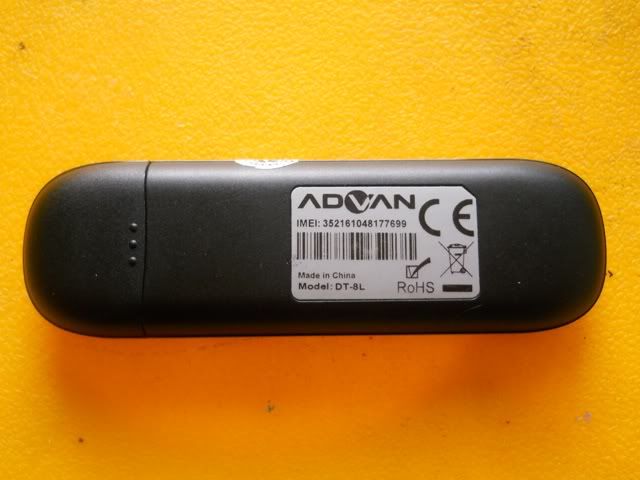 ADVAN
CE
IMEI: 352161048177699
Made in China
Model: DT-8L
RoHS